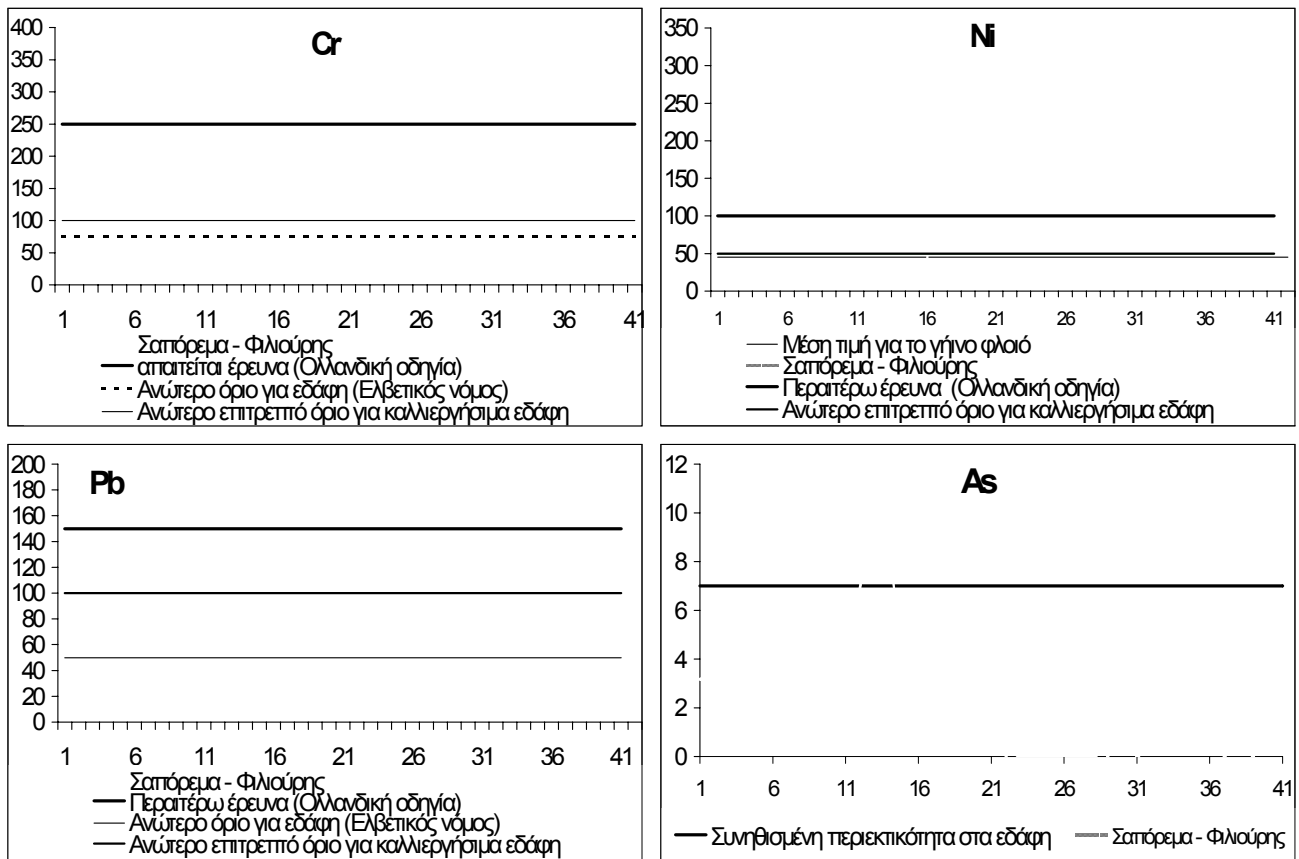 Cr
400
350
300
250
200
150
100
50
0
1 6 11 16 21 26 31 36 41
Σαπόρεμα - Φιλιούρης
απαιτείται έρευνα (Ολλανδική οδηγία)
Ανώτερο όριο για εδάφη (Ελβετικός νόμος)
Ανώτερο επιτρεπτό όριο για καλλιεργήσιμα εδάφη
Ni
350
300
250
200
150
100
50
0
1 6 11 16 21 26 31 36 41
Μέση τιμή για το γήινο φλοιό
Σαπόρεμα - Φιλιούρης
Περαιτέρω έρευνα (Ολλανδική οδηγία)
Ανώτερο επιτρεπτό όριο για καλλιεργήσιμα εδάφη
Pb
200
180
160
140
120
100
80
60
40
20
0
1 6 11 16 21 26 31 36 41
Σαπόρεμα - Φιλιούρης
Περαιτέρω έρευνα (Ολλανδική οδηγία)
Ανώτερο όριο για εδάφη (Ελβετικός νόμος)
Ανώτερο επιτρεπτό όριο για καλλιεργήσιμα εδάφη
As
12
10
8
6
4
2
0
1 6 11 16 21 26 31 36 41
Συνηθισμένη περιεκτικότητα στα εδάφη Σαπόρεμα - Φιλιούρης